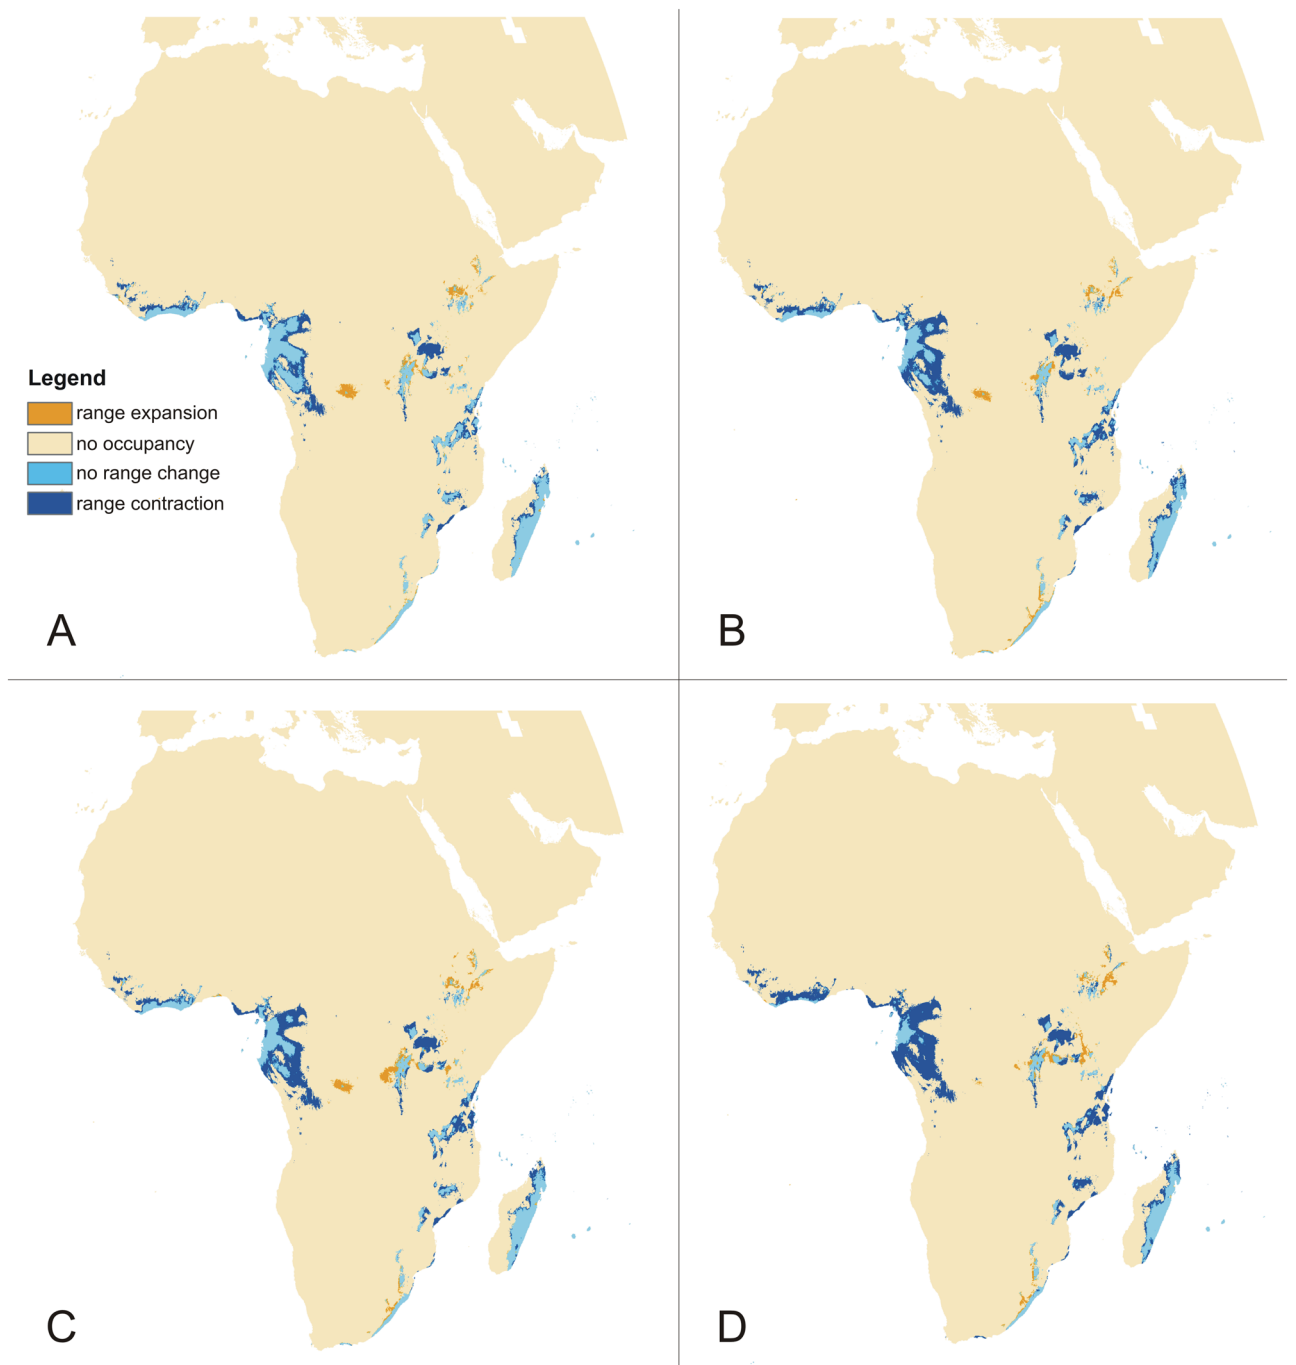 Legend
range expansion
no occupancy
no range change
range contraction
A
B
C
D